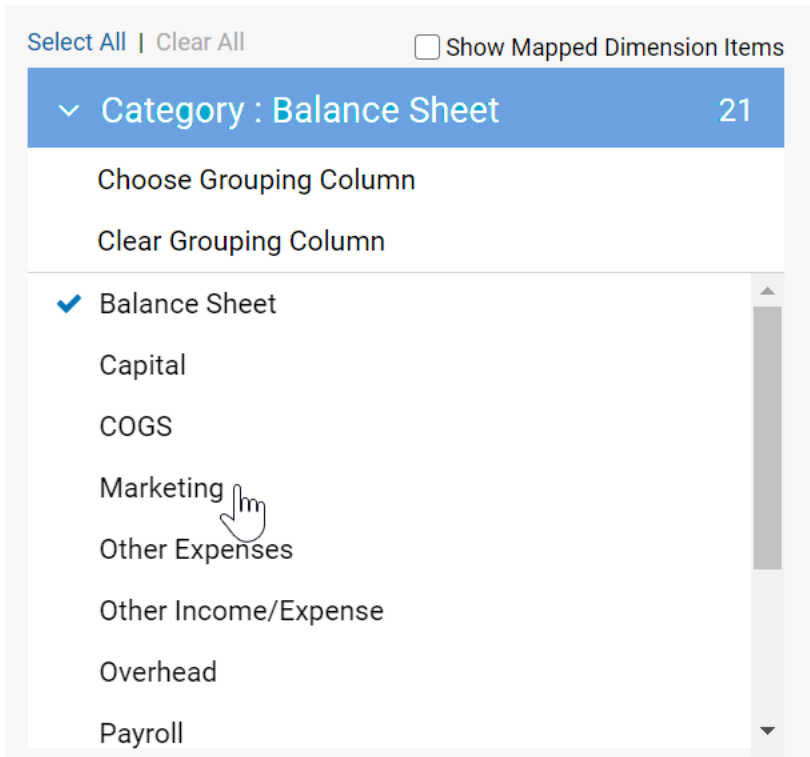 Select All | Clear All Show Mapped Dimension Items
Category : Balance Sheet 21
Choose Grouping Column
Clear Grouping Column
Balance Sheet
Capital
COGS
Marketing
Other Expenses
Other Income/Expense
Overhead
Payroll